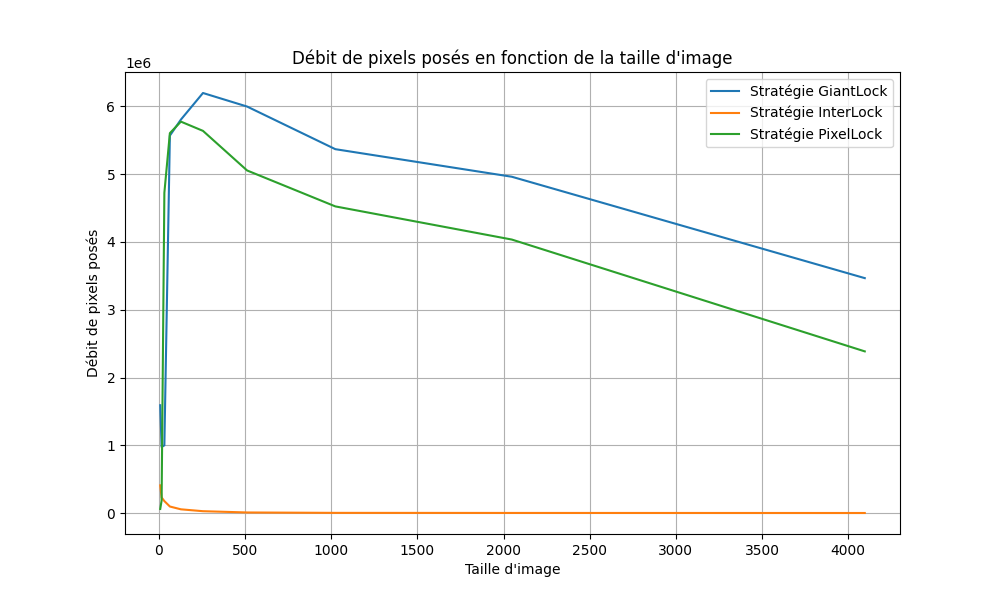 Débit de pixels posés en fonction de la taille d'image
1e6
Stratégie GiantLock
Stratégie InterLock
Stratégie PixelLock
6
5
4
3
2
1
0
Débit de pixels posés
0 500 1000 1500 2000 2500 3000 3500 4000
Taille d'image